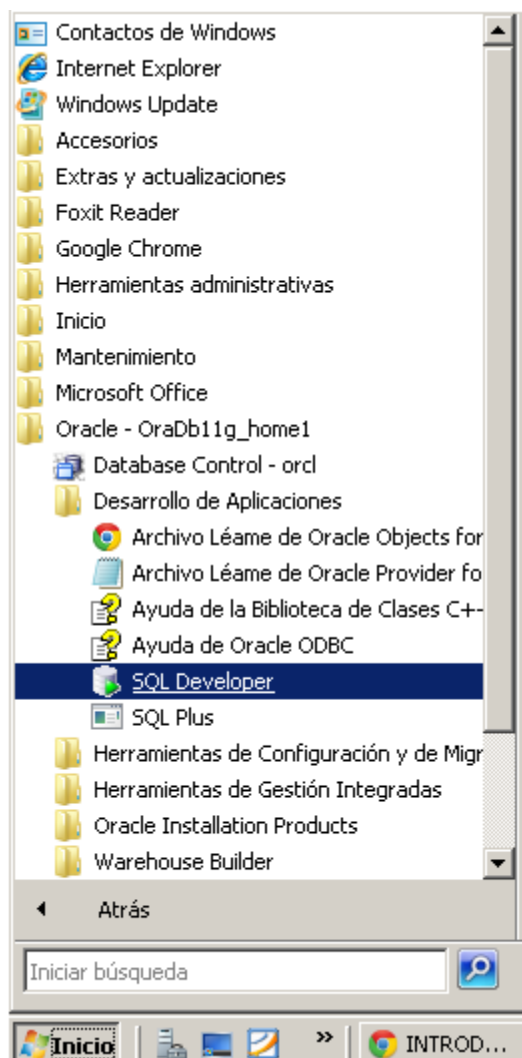 Contactos de Windows
Internet Explorer
Windows Update
Accesorios
Extras y actualizaciones
Foxit Reader
Google Chrome
Herramientas administrativas
Inicio
Mantenimiento
Microsoft Office
Oracle - OraDb11g_home1
Database Control - orcl
Desarrollo de Aplicaciones
Archivo Léame de Oracle Objects for
Archivo Léame de Oracle Provider fo
Ayuda de la Biblioteca de Clases C+-
Ayuda de Oracle ODBC
SQL Developer
SQL Plus
Herramientas de Configuración y de Migr
Herramientas de Gestión Integradas
Oracle Installation Products
Warehouse Builder
Atrás
Iniciar búsqueda
Inicio » INTROD...